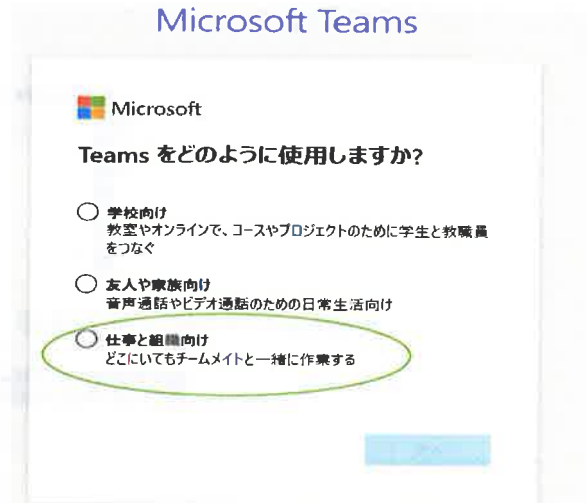 Microsoft Teams
Microsoft
Teams をどのように使用しますか?
学校向け
教室やオンラインで、コースやプロジェクトのために学生と教職員
をつなぐ
友人や家族向け
音声通話やビデオ通話のための日常生活向け
仕事と組織向け
どこにいてもチームメイトと一緒に作業する